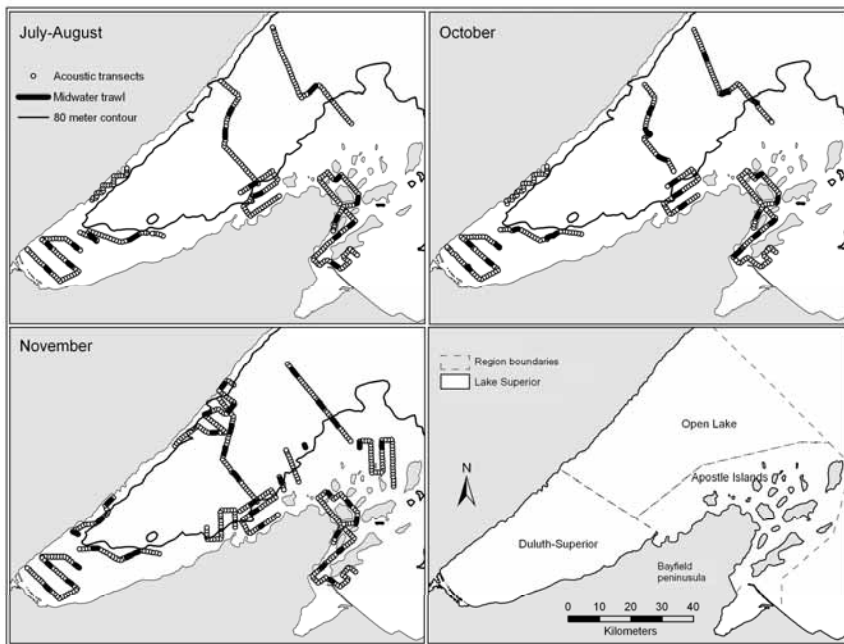 July-August
Acoustic transects
Midwater trawl
80 meter contour
October
November
Region boundaries
Lake Superior
Open Lake
N
Apostle Islands
Duluth-Superior
Bayfield
peninusula
0 10 20 30 40
Kilometers